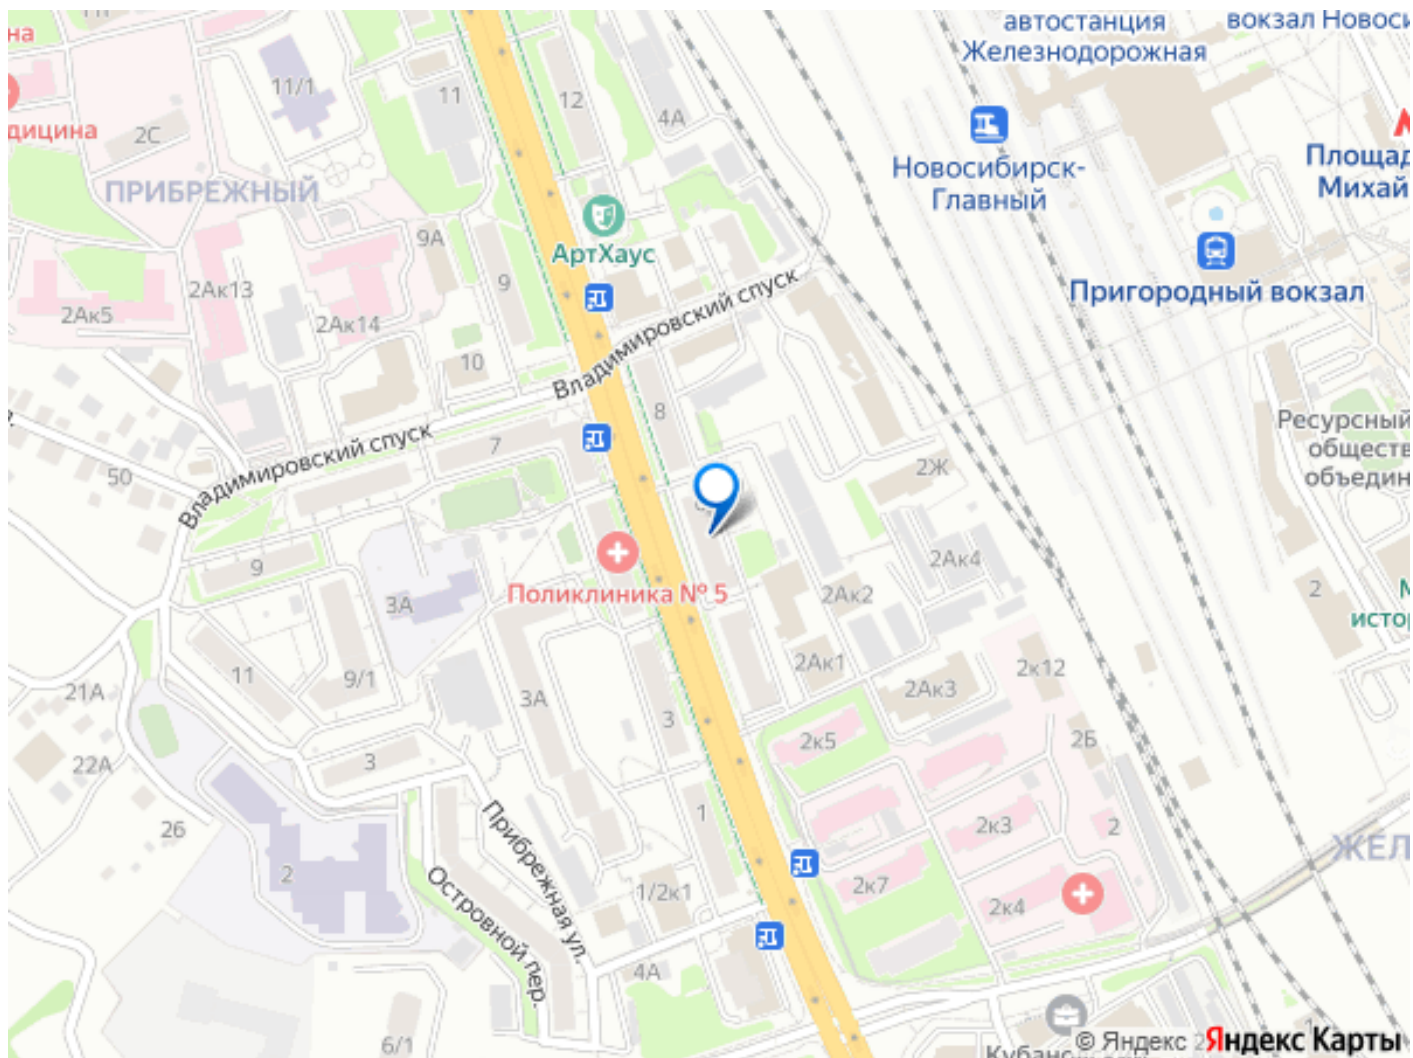 автостанция
Железнодорожная
вокзал Новоси
на
11/1
11
12
4А
дицина
2С
ПРИБРЕЖНЫЙ
Новосибирск-
Главный
Площад
Михай
АртХаус
9А
9
2Ак13
2Ак5
2Ак14
10
Пригородный вокзал
Владимировский спуск
8
7
Владимировский спуск
50
2Ж
Ресурсный
обществ
объедин
9
3А
Поликлиника № 5
2Ак4
2Ак2
2
М
исто
11
9/1
3А
21А
2Ак1
2Ак3
2к12
3
2к5
2Б
22А
3
1
26
Прибрежная ул.
2к3
2
ЖЕЛ
2
Островной пер.
1/2к1
2к7
2к4
4А
6/1
© Яндекс
Яндекс Карты